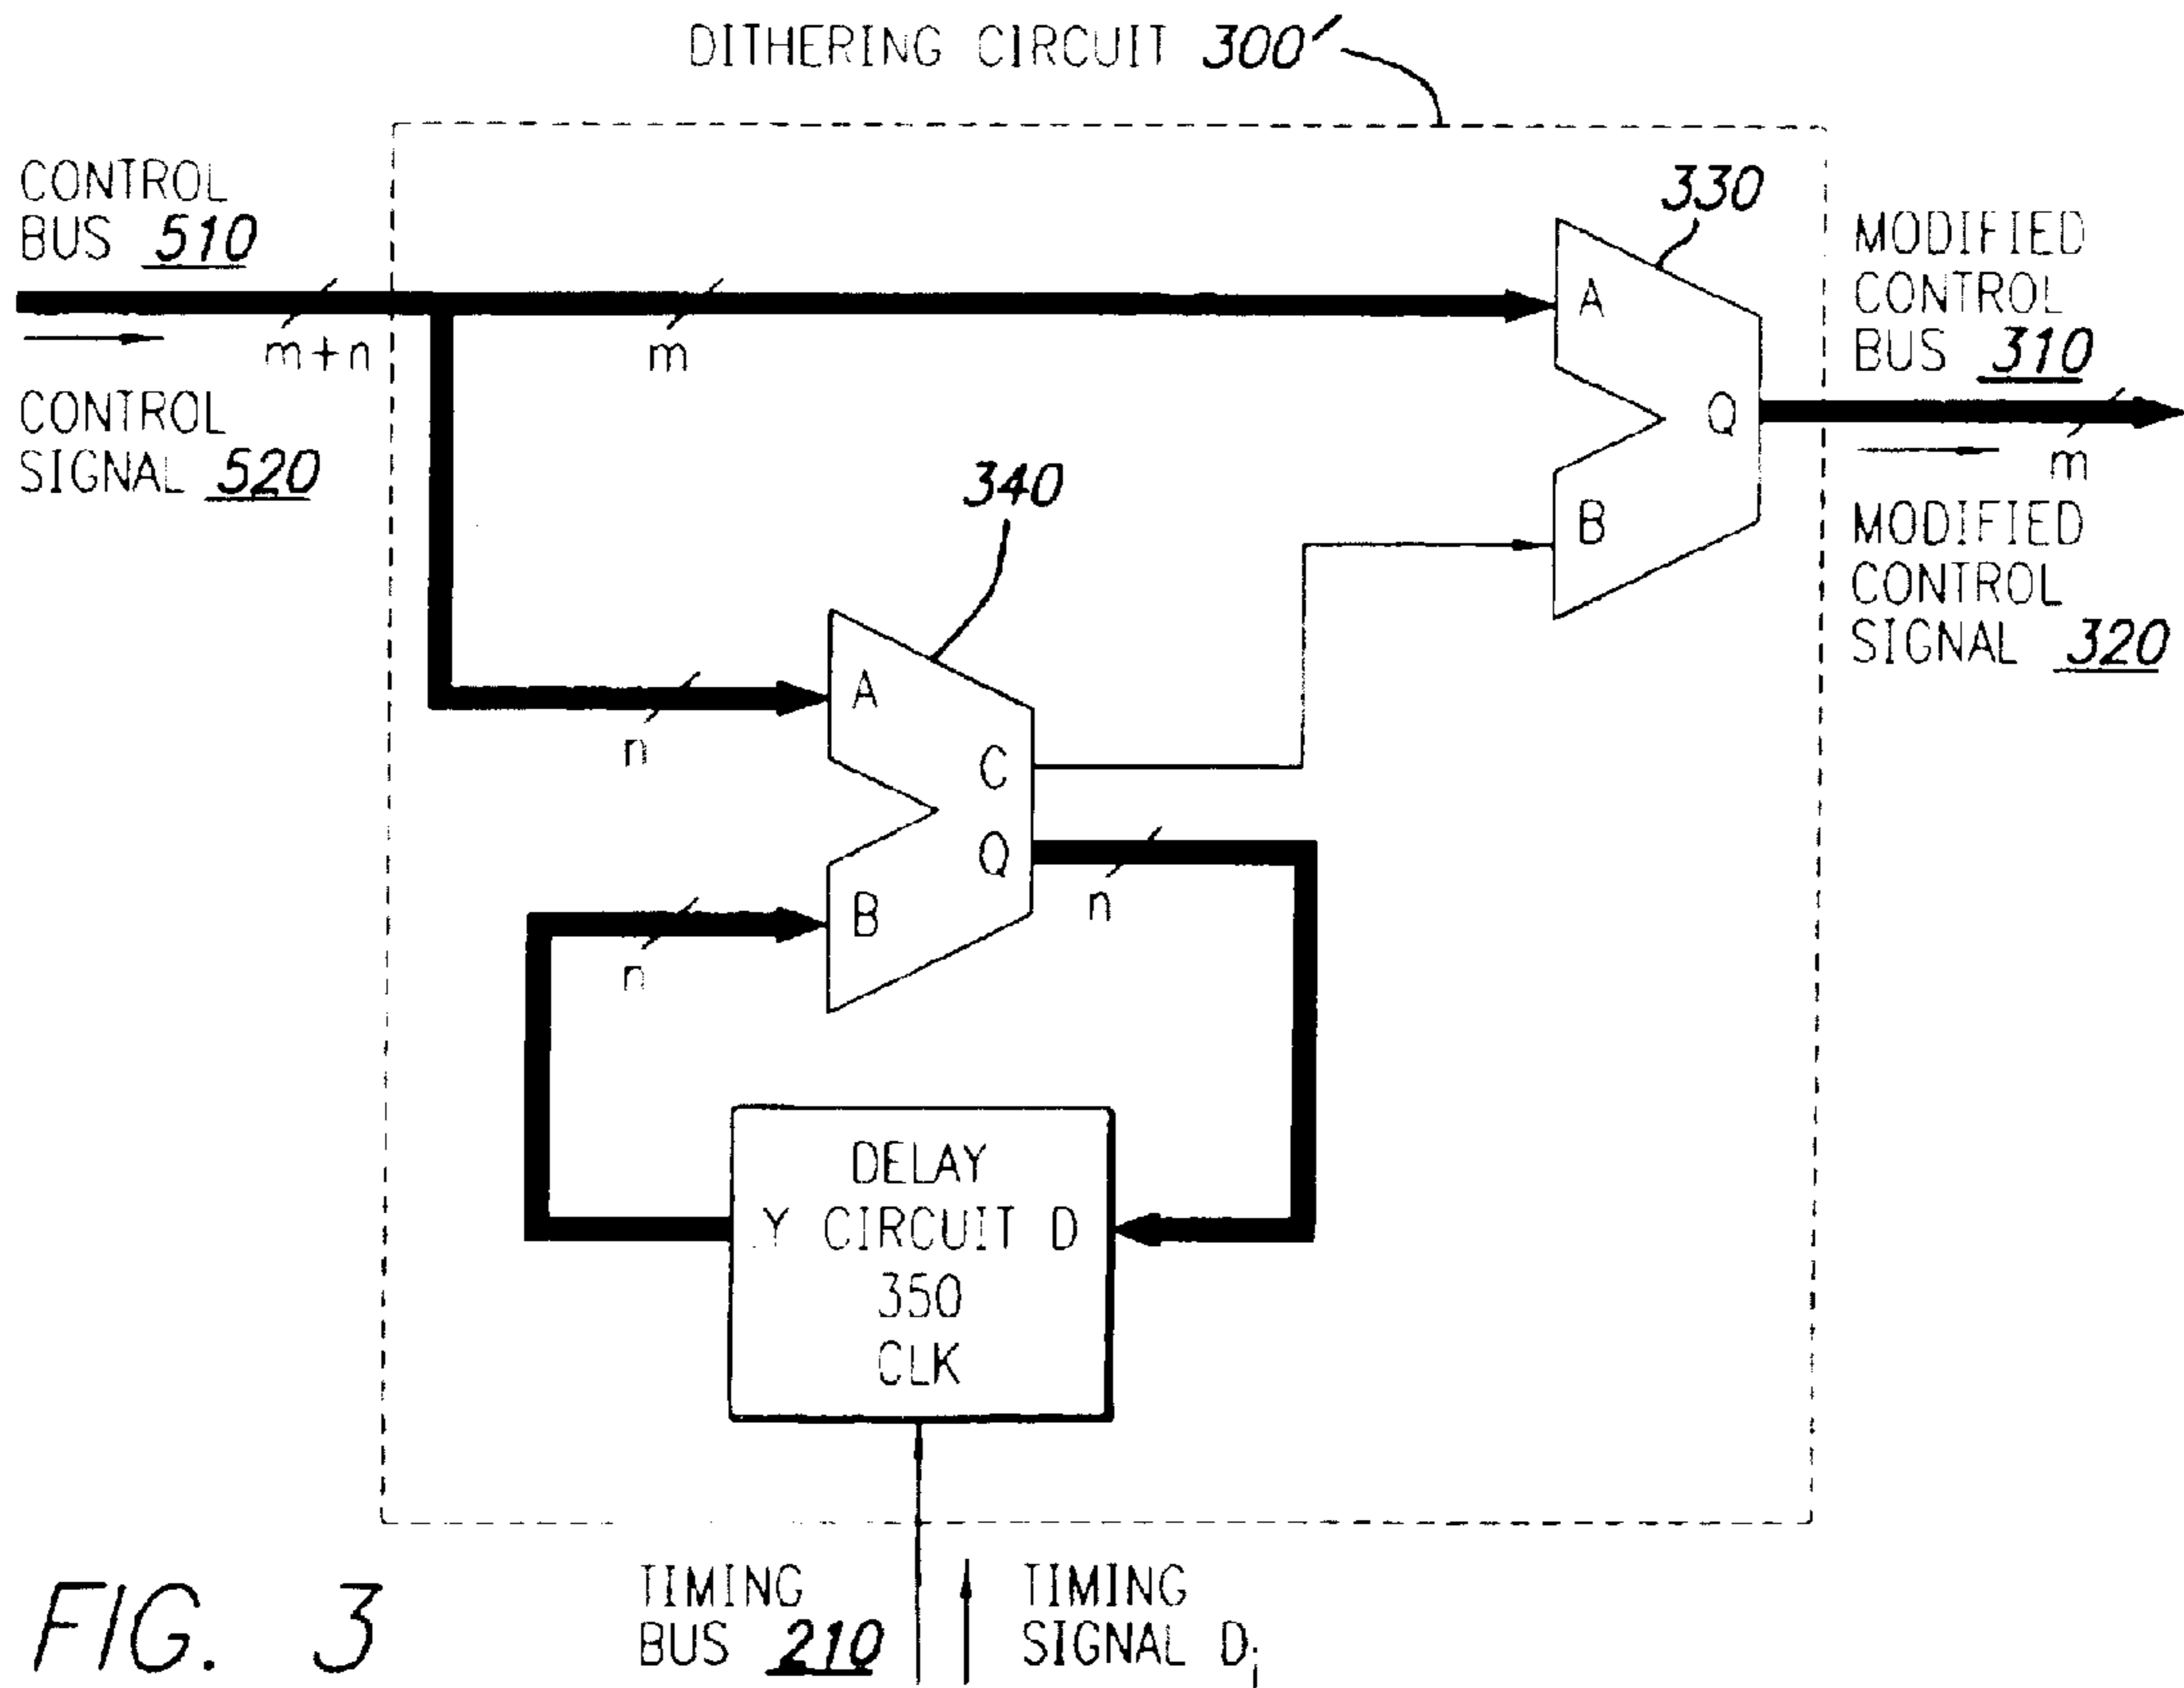 DITHERING CIRCUIT 300'
CONTROL
BUS 510
m+n
CONTROL
SIGNAL 520
m
330
A
B
Q
MODIFIED
CONTROL
BUS 310
m
MODIFIED
CONTROL
SIGNAL 320
340
n
A
C
Q
B
n
n
DELAY
Y CIRCUIT D
350
CLK
TIMING
BUS 210
TIMING
SIGNAL Di
FIG. 3